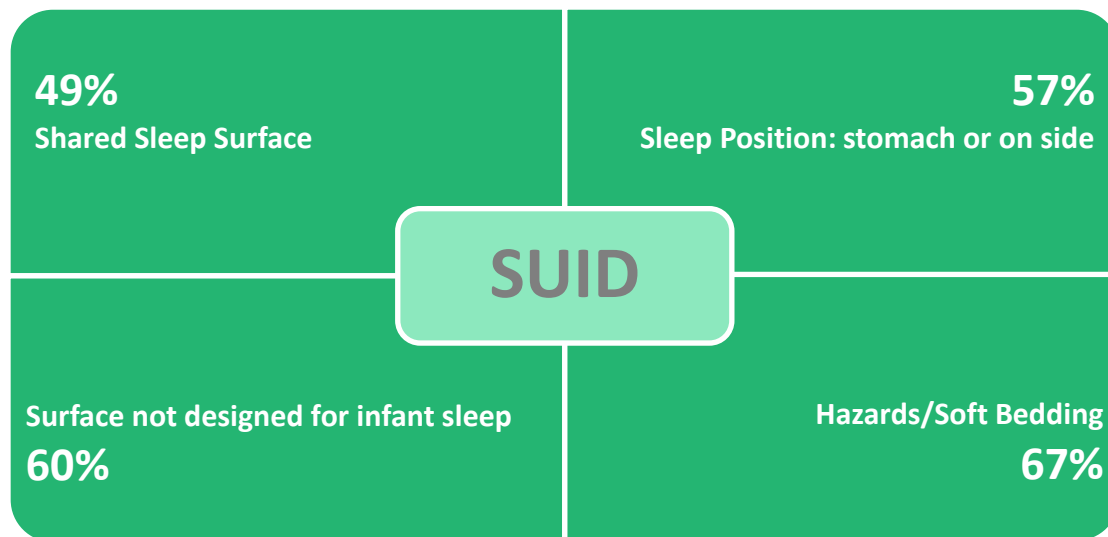 49%
Shared Sleep Surface
57%
Sleep Position: stomach or on side
SUID
Surface not designed for infant sleep
60%
Hazards/Soft Bedding
67%